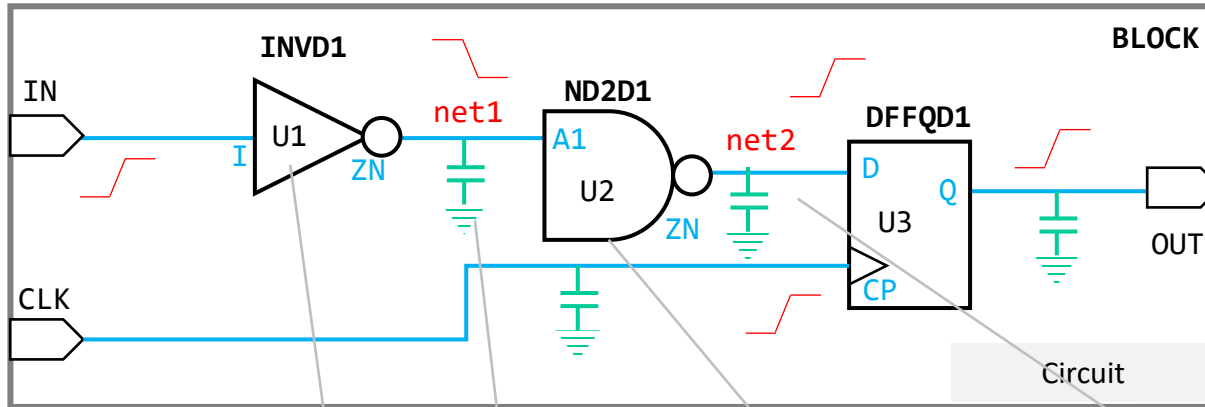 INVD1
BLOCK
IN
net1
ND2D1
DFFQD1
I
U1
ZN
A1
U2
ZN
net2
D
Q
U3
CP
OUT
CLK
Circuit